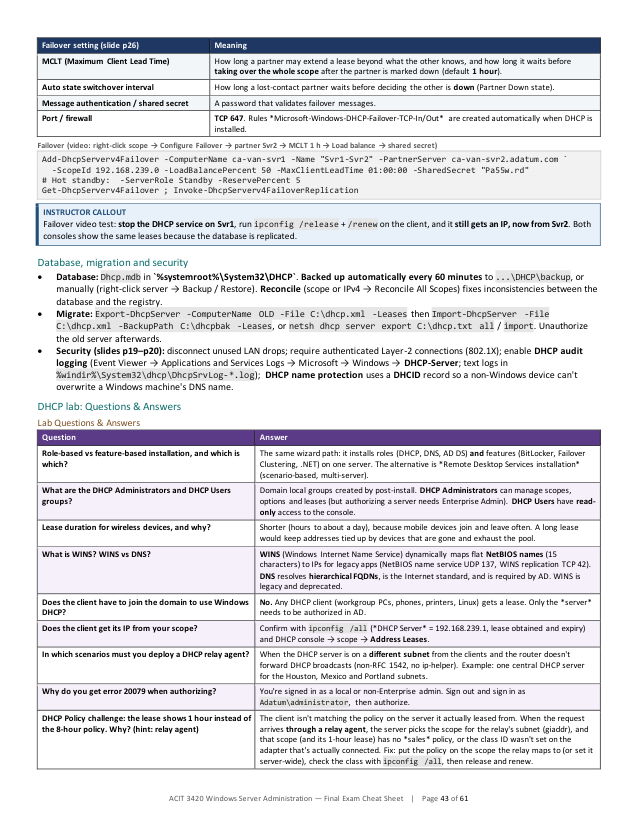 Failover setting (slide p26) Meaning
MCLT (Maximum Client Lead Time) How long a partner may extend a lease beyond what the other knows, and how long it waits before
taking over the whole scope after the partner is marked down (default 1 hour).
Auto state switchover interval How long a lost-contact partner waits before deciding the other is down (Partner Down state).
Message authentication / shared secret A password that validates failover messages.
Port / firewall TCP 647. Rules *Microsoft-Windows-DHCP-Failover-TCP-In/Out* are created automatically when DHCP is
installed.
Failover (video: right-click scope → Configure Failover → partner Svr2 → MCLT 1 h → Load balance → shared secret)
Add-DhcpServerv4Failover -ComputerName ca-van-svr1 -Name "Svr1-Svr2" -PartnerServer ca-van-svr2.adatum.com `
-ScopeId 192.168.239.0 -LoadBalancePercent 50 -MaxClientLeadTime 01:00:00 -SharedSecret "Pa55w.rd"
# Hot standby: -ServerRole Standby -ReservePercent 5
Get-DhcpServerv4Failover ; Invoke-DhcpServerv4FailoverReplication
INSTRUCTOR CALLOUT
Failover video test: stop the DHCP service on Svr1, run ipconfig /release + /renew on the client, and it still gets an IP, now from Svr2. Both
consoles show the same leases because the database is replicated.
Database, migration and security
• Database: Dhcp.mdb in `%systemroot%\System32\DHCP`. Backed up automatically every 60 minutes to ...\DHCP\backup, or
manually (right-click server → Backup / Restore). Reconcile (scope or IPv4 → Reconcile All Scopes) fixes inconsistencies between the
database and the registry.
• Migrate: Export-DhcpServer -ComputerName OLD -File C:\dhcp.xml -Leases then Import-DhcpServer -File
C:\dhcp.xml -BackupPath C:\dhcpbak -Leases, or netsh dhcp server export C:\dhcp.txt all / import. Unauthorize
the old server afterwards.
• Security (slides p19–p20): disconnect unused LAN drops; require authenticated Layer-2 connections (802.1X); enable DHCP audit
logging (Event Viewer → Applications and Services Logs → Microsoft → Windows → DHCP-Server; text logs in
%windir%\System32\dhcp\DhcpSrvLog-*.log); DHCP name protection uses a DHCID record so a non-Windows device can't
overwrite a Windows machine's DNS name.
DHCP lab: Questions & Answers
Lab Questions & Answers
Question Answer
Role-based vs feature-based installation, and which is The same wizard path: it installs roles (DHCP, DNS, AD DS) and features (BitLocker, Failover
which? Clustering, .NET) on one server. The alternative is *Remote Desktop Services installation*
(scenario-based, multi-server).
What are the DHCP Administrators and DHCP Users Domain local groups created by post-install. DHCP Administrators can manage scopes,
groups? options and leases (but authorizing a server needs Enterprise Admin). DHCP Users have read-
only access to the console.
Lease duration for wireless devices, and why? Shorter (hours to about a day), because mobile devices join and leave often. A long lease
would keep addresses tied up by devices that are gone and exhaust the pool.
What is WINS? WINS vs DNS? WINS (Windows Internet Name Service) dynamically maps flat NetBIOS names (15
characters) to IPs for legacy apps (NetBIOS name service UDP 137, WINS replication TCP 42).
DNS resolves hierarchical FQDNs, is the Internet standard, and is required by AD. WINS is
legacy and deprecated.
Does the client have to join the domain to use Windows No. Any DHCP client (workgroup PCs, phones, printers, Linux) gets a lease. Only the *server*
DHCP? needs to be authorized in AD.
Does the client get its IP from your scope? Confirm with ipconfig /all (*DHCP Server* = 192.168.239.1, lease obtained and expiry)
and DHCP console → scope → Address Leases.
In which scenarios must you deploy a DHCP relay agent? When the DHCP server is on a different subnet from the clients and the router doesn't
forward DHCP broadcasts (non-RFC 1542, no ip-helper). Example: one central DHCP server
for the Houston, Mexico and Portland subnets.
Why do you get error 20079 when authorizing? You're signed in as a local or non-Enterprise admin. Sign out and sign in as
Adatum\administrator, then authorize.
DHCP Policy challenge: the lease shows 1 hour instead of The client isn't matching the policy on the server it actually leased from. When the request
the 8-hour policy. Why? (hint: relay agent) arrives through a relay agent, the server picks the scope for the relay's subnet (giaddr), and
that scope (and its 1-hour lease) has no *sales* policy, or the class ID wasn't set on the
adapter that's actually connected. Fix: put the policy on the scope the relay maps to (or set it
server-wide), check the class with ipconfig /all, then release and renew.
ACIT 3420 Windows Server Administration — Final Exam Cheat Sheet | Page 43 of 61